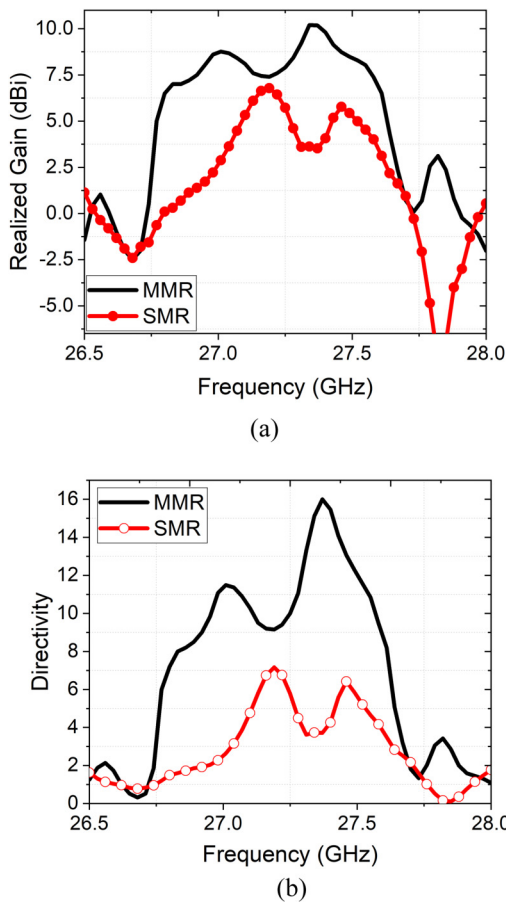 10.0
7.5
5.0
2.5
0.0
-2.5
-5.0
Realized Gain (dBi)
MMR
SMR
26.5 27.0 27.5 28.0
Frequency (GHz)
(a)
16
14
12
10
8
6
4
2
0
Directivity
MMR
SMR
26.5 27.0 27.5 28.0
Frequency (GHz)
(b)